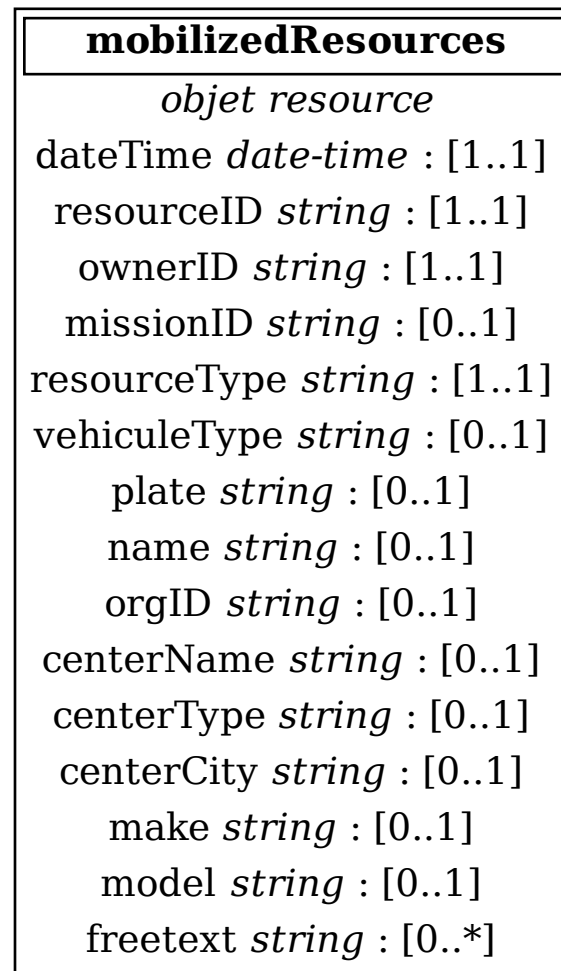 mobilizedResources
objet resource
dateTime date-time : [1..1]
resourceID string : [1..1]
ownerID string : [1..1]
missionID string : [0..1]
resourceType string : [1..1]
vehiculeType string : [0..1]
plate string : [0..1]
name string : [0..1]
orgID string : [0..1]
centerName string : [0..1]
centerType string : [0..1]
centerCity string : [0..1]
make string : [0..1]
model string : [0..1]
freetext string : [0..*]